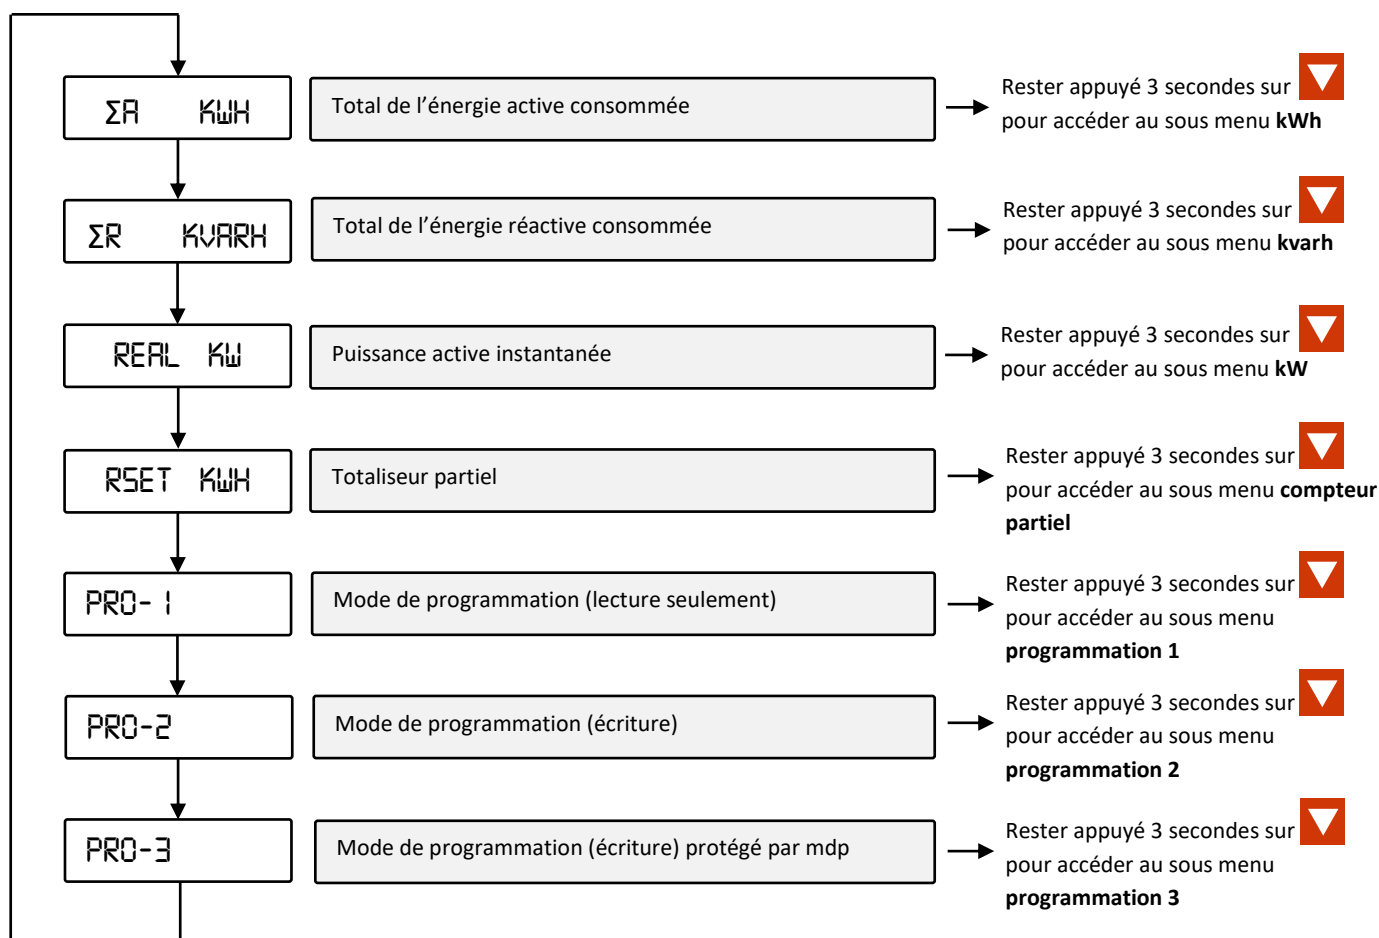 ΣA KWH
Total de l’énergie active consommée
Rester appuyé 3 secondes sur
pour accéder au sous menu kWh
ΣR KVARH
Total de l’énergie réactive consommée
Rester appuyé 3 secondes sur
pour accéder au sous menu kvarh
REAL KW
Puissance active instantanée
Rester appuyé 3 secondes sur
pour accéder au sous menu kW
RSET KWH
Totaliseur partiel
Rester appuyé 3 secondes sur
pour accéder au sous menu compteur
partiel
PRO-1
Mode de programmation (lecture seulement)
Rester appuyé 3 secondes sur
pour accéder au sous menu
programmation 1
PRO-2
Mode de programmation (écriture)
Rester appuyé 3 secondes sur
pour accéder au sous menu
programmation 2
PRO-3
Mode de programmation (écriture) protégé par mdp
Rester appuyé 3 secondes sur
pour accéder au sous menu
programmation 3